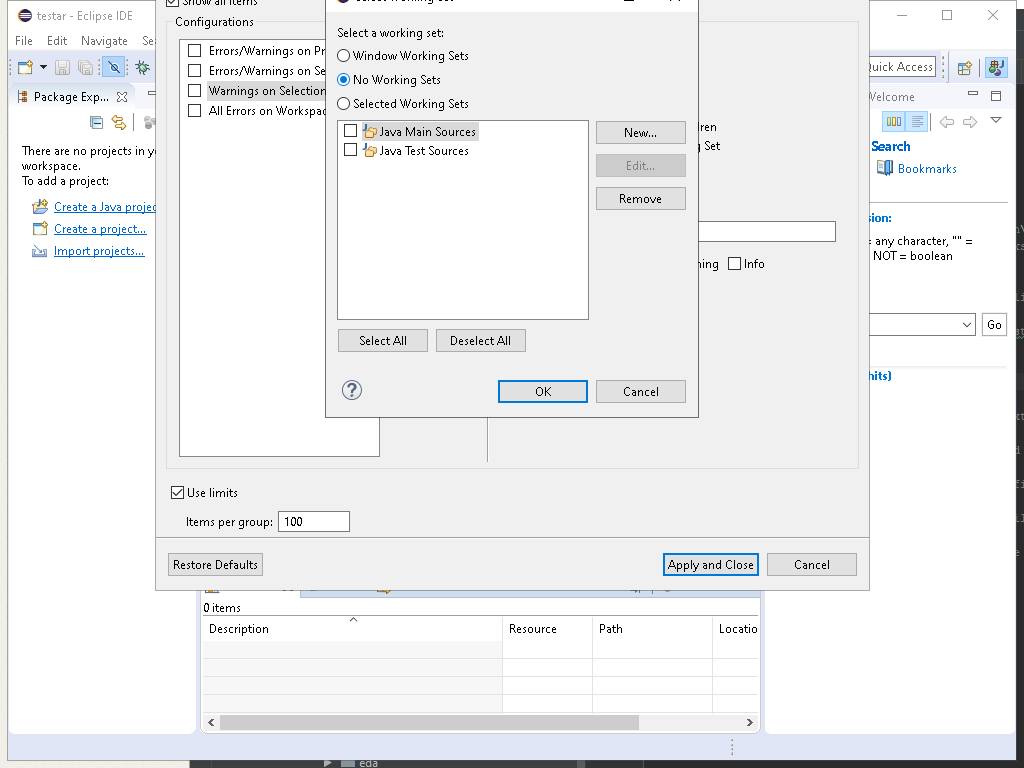 testar - Eclipse IDE
File Edit Navigate Se
Quick Access
Package Exp...
There are no projects in y
workspace.
To add a project:
Create a Java projec
Create a project...
Import projects...
Show all items
Configurations
Errors/Warnings on Pr
Errors/Warnings on Se
Warnings on Selection
All Errors on Workspac
Select a working set:
Window Working Sets
No Working Sets
Selected Working Sets
Java Main Sources
Java Test Sources
New...
Edit...
Remove
Select All
Deselect All
OK
Cancel
Info
Use limits
Items per group: 100
Restore Defaults
Apply and Close
Cancel
Welcome
Search
Bookmarks
sion:
= any character, "" =
NOT = boolean
Go
hits)
0 items
Description Resource Path Locatio
eda